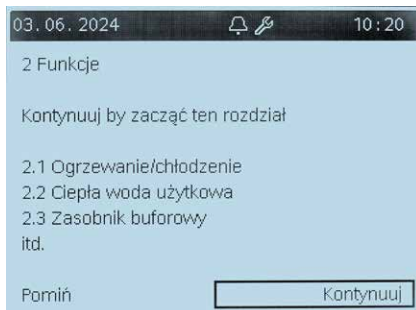 03.06.2024 10:20
2 Funkcje
Kontynuuj by zacząć ten rozdział
2.1 Ogrzewanie/chłodzenie
2.2 Ciepła woda użytkowa
2.3 Zasobnik buforowy
itd.
Pomiń Kontynuuj